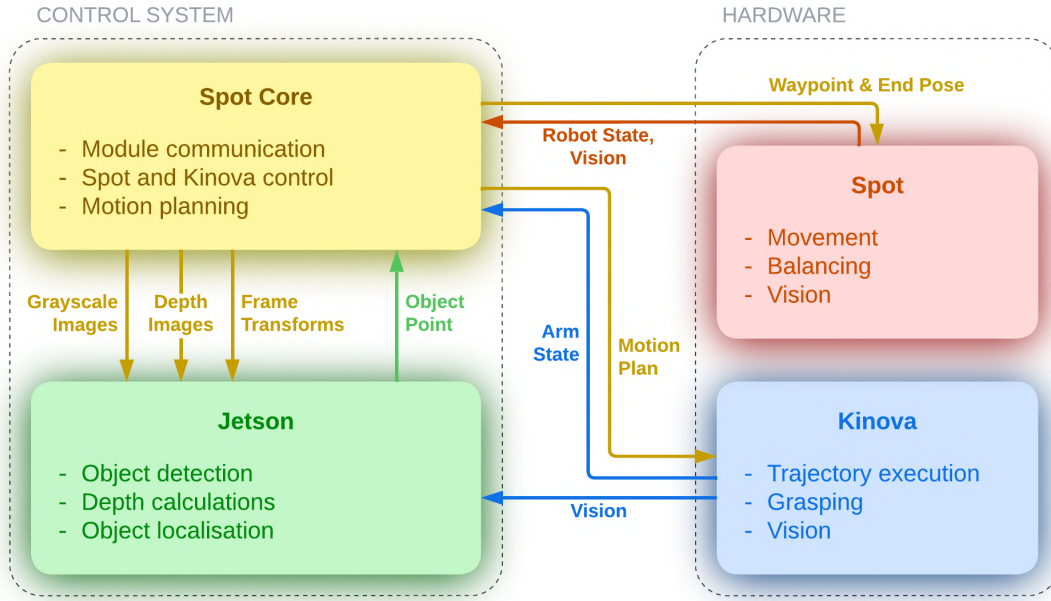 CONTROL SYSTEM
HARDWARE
Spot Core
- Module communication
- Spot and Kinova control
- Motion planning
Waypoint & End Pose
Robot State,
Vision
Spot
- Movement
- Balancing
- Vision
Grayscale
Images
Depth
Images
Frame
Transforms
Object
Point
Arm
State
Motion
Plan
Jetson
- Object detection
- Depth calculations
- Object localisation
Kinova
- Trajectory execution
- Grasping
- Vision
Vision